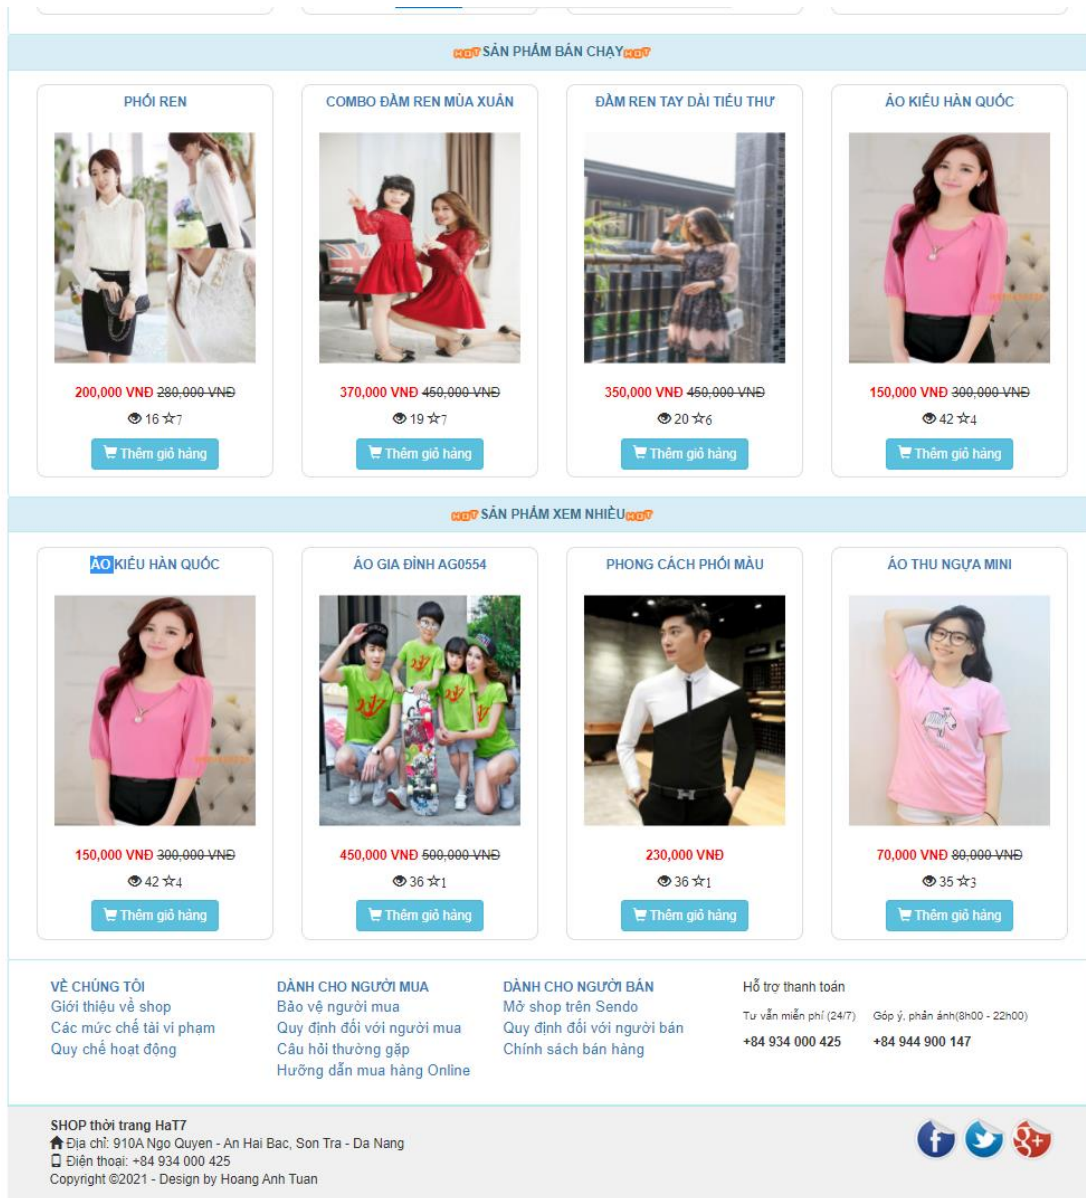 HOT SẢN PHẨM BÁN CHẠY HOT
PHỐI REN
COMBO ĐẦM REN MÙA XUÂN
ĐẦM REN TAY DÀI TIỂU THƯ
ÁO KIỂU HÀN QUỐC
200,000 VNĐ 280,000 VNĐ
16 7
Thêm giỏ hàng
370,000 VNĐ 450,000 VNĐ
19 7
Thêm giỏ hàng
350,000 VNĐ 450,000 VNĐ
20 6
Thêm giỏ hàng
150,000 VNĐ 300,000 VNĐ
42 4
Thêm giỏ hàng
HOT SẢN PHẨM XEM NHIỀU HOT
ÁO KIỂU HÀN QUỐC
ÁO GIA ĐÌNH AG0554
PHONG CÁCH PHỐI MÀU
ÁO THU NGỰA MINI
150,000 VNĐ 300,000 VNĐ
42 4
Thêm giỏ hàng
450,000 VNĐ 500,000 VNĐ
36 1
Thêm giỏ hàng
230,000 VNĐ
36 1
Thêm giỏ hàng
70,000 VNĐ 80,000 VNĐ
35 3
Thêm giỏ hàng
VỀ CHÚNG TÔI
Giới thiệu về shop
Các mức chế tài vi phạm
Quy chế hoạt động
DÀNH CHO NGƯỜI MUA
Bảo vệ người mua
Quy định đối với người mua
Câu hỏi thường gặp
Hưỡng dẫn mua hàng Online
DÀNH CHO NGƯỜI BÁN
Mở shop trên Sendo
Quy định đối với người bán
Chính sách bán hàng
Hỗ trợ thanh toán
Tư vấn miễn phí (24/7)
+84 934 000 425
Góp ý, phản ánh(8h00 - 22h00)
+84 944 900 147
SHOP thời trang HaT7
Địa chỉ: 910A Ngo Quyen - An Hai Bac, Son Tra - Da Nang
Điện thoại: +84 934 000 425
Copyright ©2021 - Design by Hoang Anh Tuan